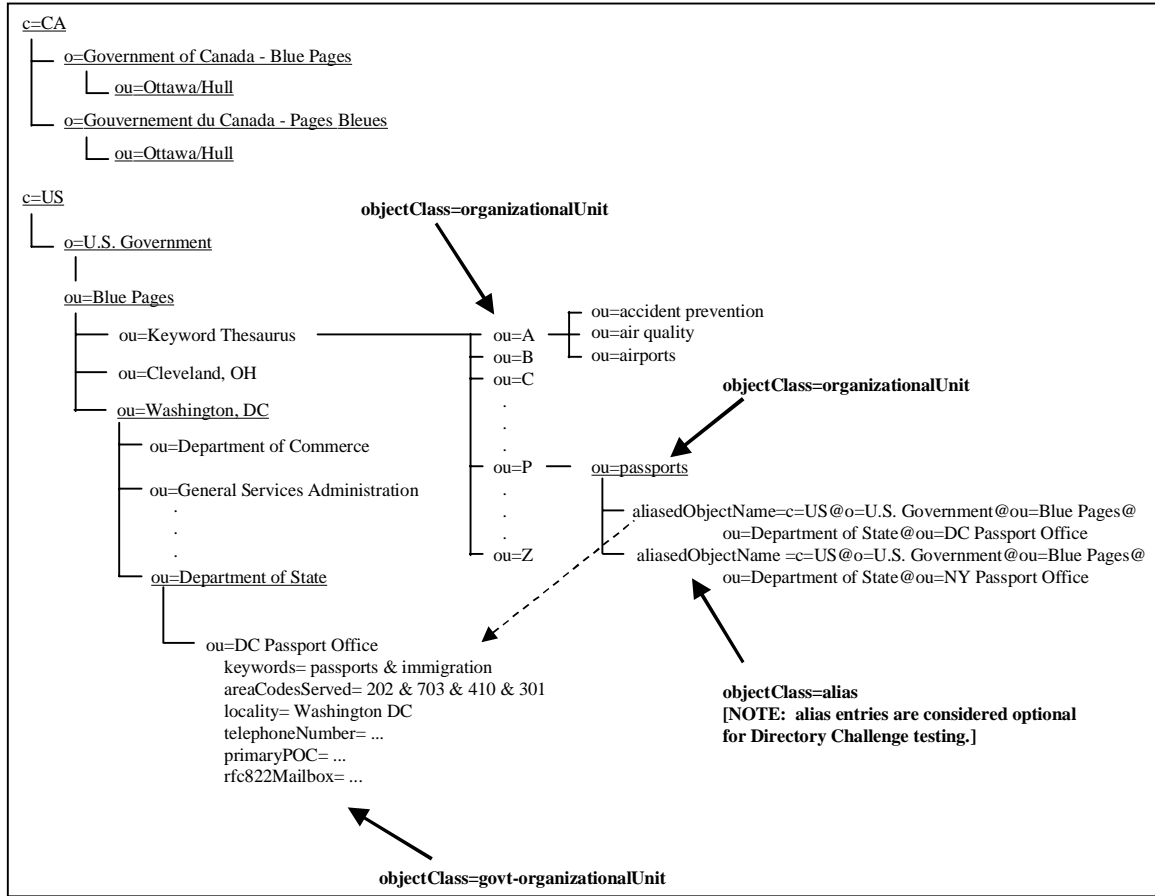 c=CA
o=Government of Canada - Blue Pages
ou=Ottawa/Hull
o=Gouvernement du Canada - Pages Bleues
ou=Ottawa/Hull
c=US
objectClass=organizationalUnit
o=U.S. Government
ou=Blue Pages
ou=Keyword Thesaurus
ou=Cleveland, OH
ou=Washington, DC
ou=Department of Commerce
ou=General Services Administration
.
.
.
ou=Department of State
ou=A
ou=B
ou=C
.
.
.
ou=P
.
.
.
ou=Z
ou=accident prevention
ou=air quality
ou=airports
objectClass=organizationalUnit
ou=passports
aliasedObjectName=c=US@o=U.S. Government@ou=Blue Pages@
ou=Department of State@ou=DC Passport Office
aliasedObjectName =c=US@o=U.S. Government@ou=Blue Pages@
ou=Department of State@ou=NY Passport Office
ou=DC Passport Office
keywords= passports & immigration
areaCodesServed= 202 & 703 & 410 & 301
locality= Washington DC
telephoneNumber= ...
primaryPOC= ...
rfc822Mailbox= ...
objectClass=alias
[NOTE:  alias entries are considered optional
for Directory Challenge testing.]
objectClass=govt-organizationalUnit